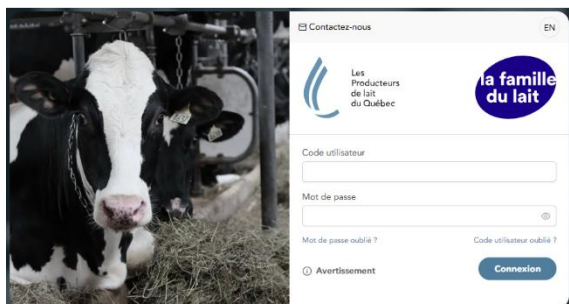 Contactez-nous
EN
Les
Producteurs
de lait
du Québec
la famille
du lait
Code utilisateur
Mot de passe
Mot de passe oublié ?
Code utilisateur oublié ?
Avertissement
Connexion